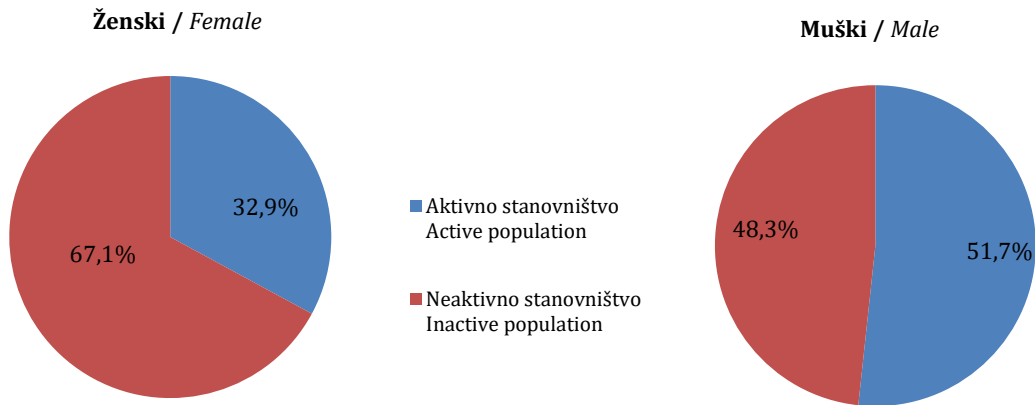 Ženski / Female
Muški / Male
32,9%
67,1%
Aktivno stanovništvo
Active population
Neaktivno stanovništvo
Inactive population
48,3%
51,7%